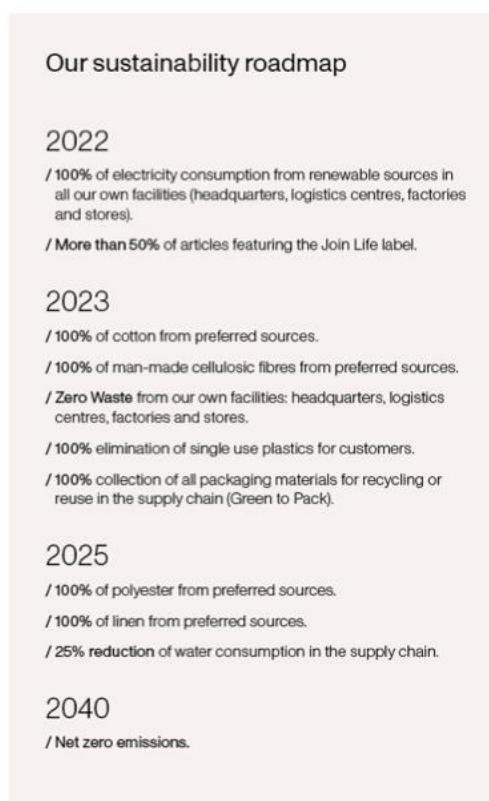 Our sustainability roadmap
2022
/ 100% of electricity consumption from renewable sources in
all our own facilities (headquarters, logistics centres, factories
and stores).
/ More than 50% of articles featuring the Join Life label.
2023
/ 100% of cotton from preferred sources.
/ 100% of man-made cellulosic fibres from preferred sources.
/ Zero Waste from our own facilities: headquarters, logistics
centres, factories and stores.
/ 100% elimination of single use plastics for customers.
/ 100% collection of all packaging materials for recycling or
reuse in the supply chain (Green to Pack).
2025
/ 100% of polyester from preferred sources.
/ 100% of linen from preferred sources.
/ 25% reduction of water consumption in the supply chain.
2040
/ Net zero emissions.